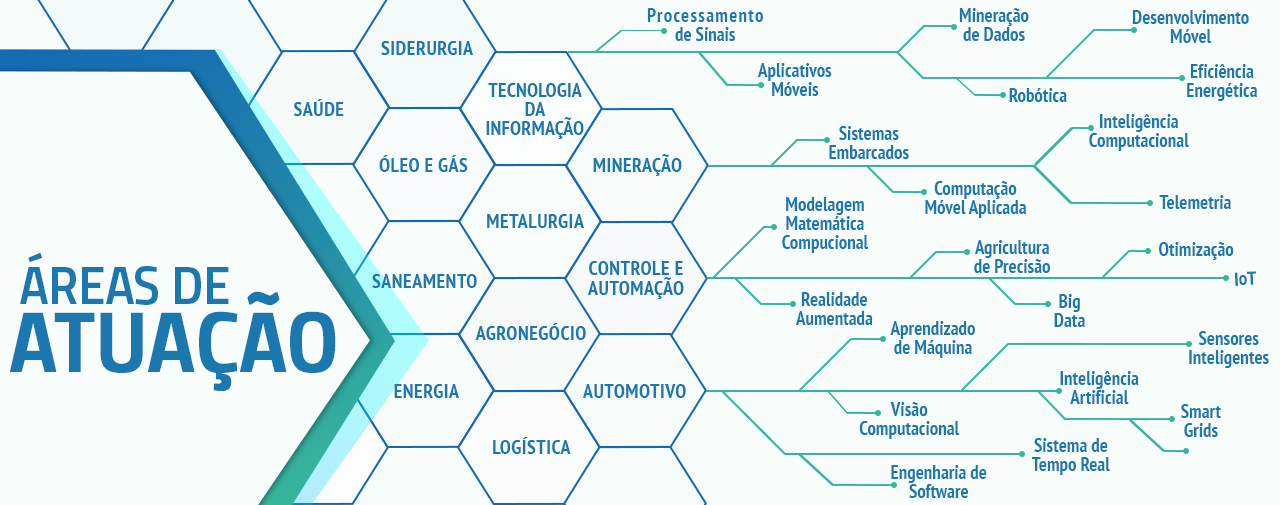 ÁREAS DE
ATUAÇÃO
SIDERURGIA
SAÚDE
TECNOLOGIA
DA
INFORMAÇÃO
ÓLEO E GÁS
MINERAÇÃO
METALURGIA
SANEAMENTO
CONTROLE E
AUTOMAÇÃO
AGRONEGÓCIO
ENERGIA
AUTOMOTIVO
LOGÍSTICA
Processamento
de Sinais
Aplicativos
Móveis
Mineração
de Dados
Robótica
Desenvolvimento
Móvel
Eficiência
Energética
Sistemas
Embarcados
Computação
Móvel Aplicada
Inteligência
Computacional
Telemetria
Modelagem
Matemática
Compucional
Realidade
Aumentada
Agricultura
de Precisão
Big
Data
Otimização
IoT
Aprendizado
de Máquina
Visão
Computacional
Sensores
Inteligentes
Inteligência
Artificial
Smart
Grids
Sistema de
Tempo Real
Engenharia de
Software